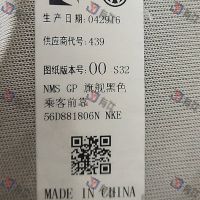 生产日期:042916
供应商代号:439
图纸版本号:00 S32
NMS GP 旗舰黑色
乘客前靠
56D881806N NKE
MADE IN CHINA